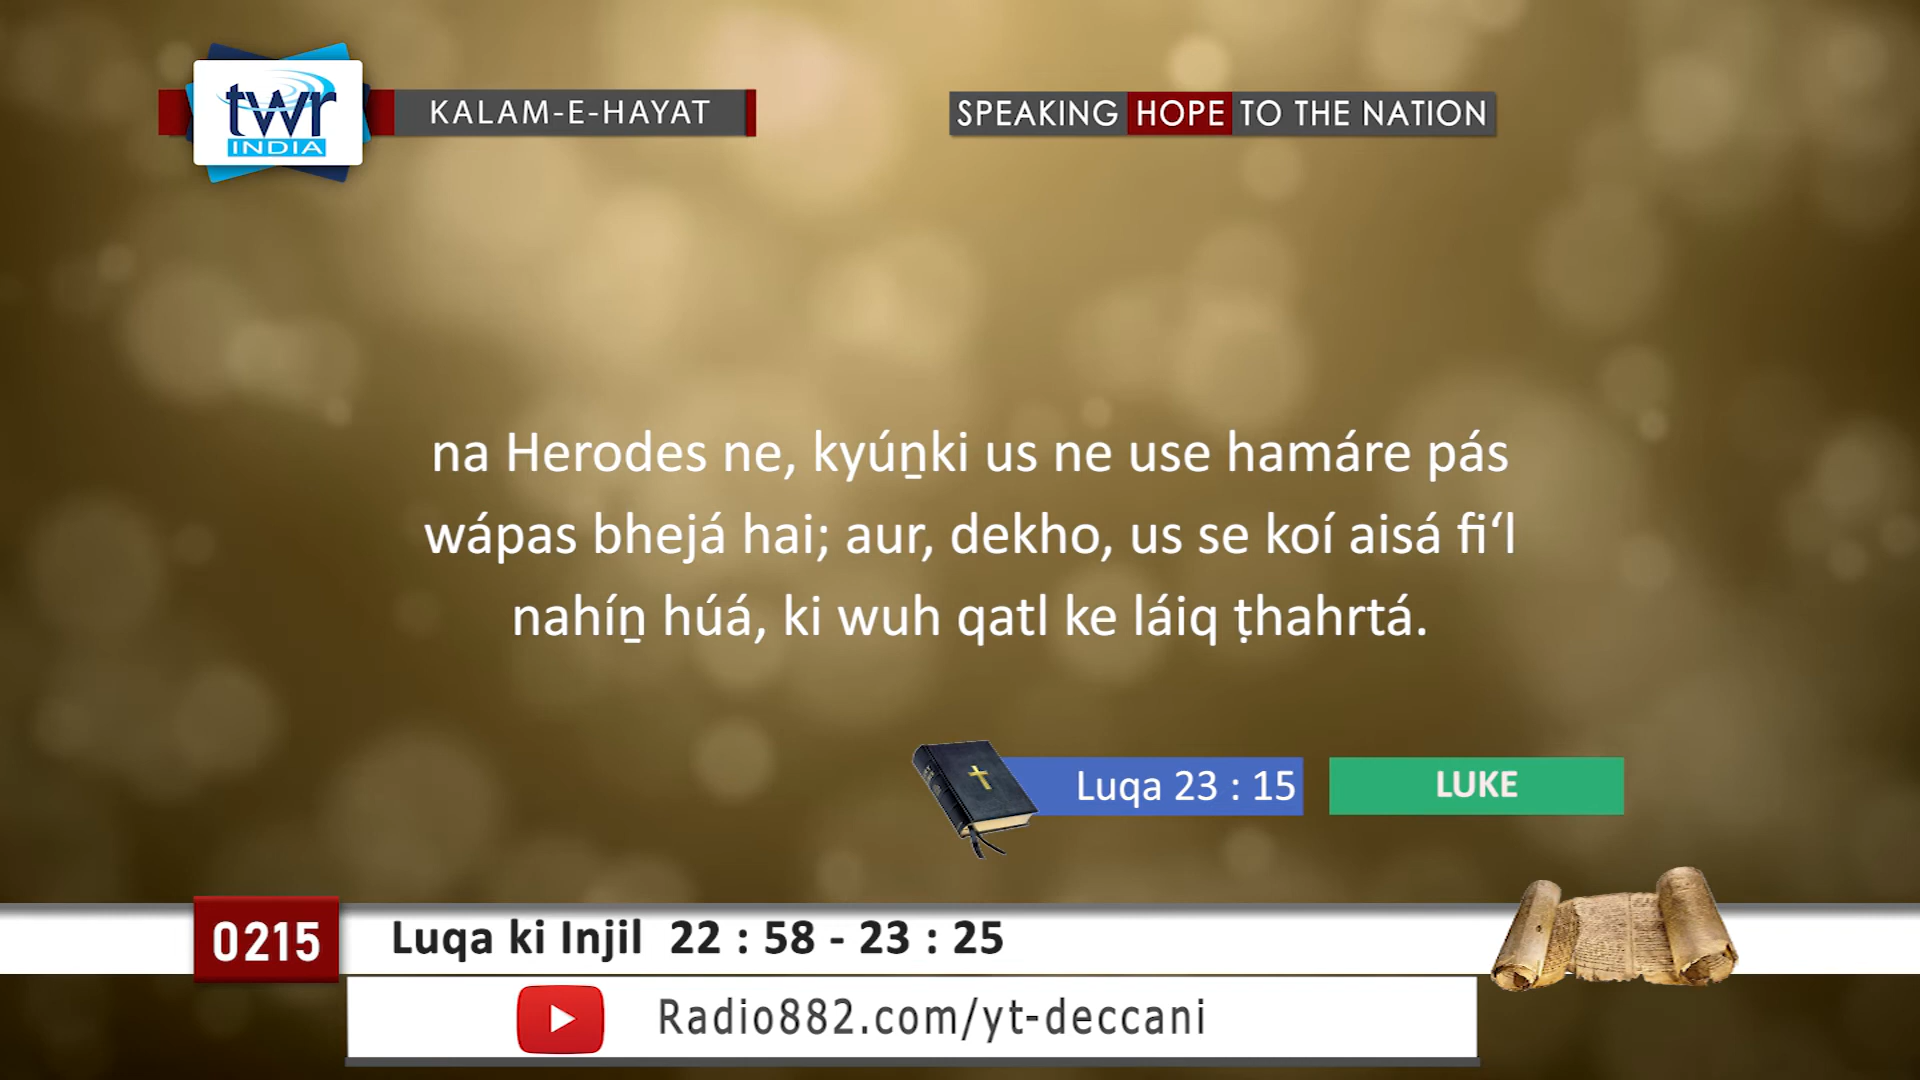 twr
INDIA
KALAM-E-HAYAT
SPEAKING HOPE TO THE NATION
na Herodes ne, kyúṉki us ne use hamáre pás
wápas bhejá hai; aur, dekho, us se koí aisá fi‘l
nahíṉ húá, ki wuh qatl ke láiq ṭhahrtá.
Luqa 23 : 15
LUKE
0215
Luqa ki Injil 22 : 58 - 23 : 25
Radio882.com/yt-deccani